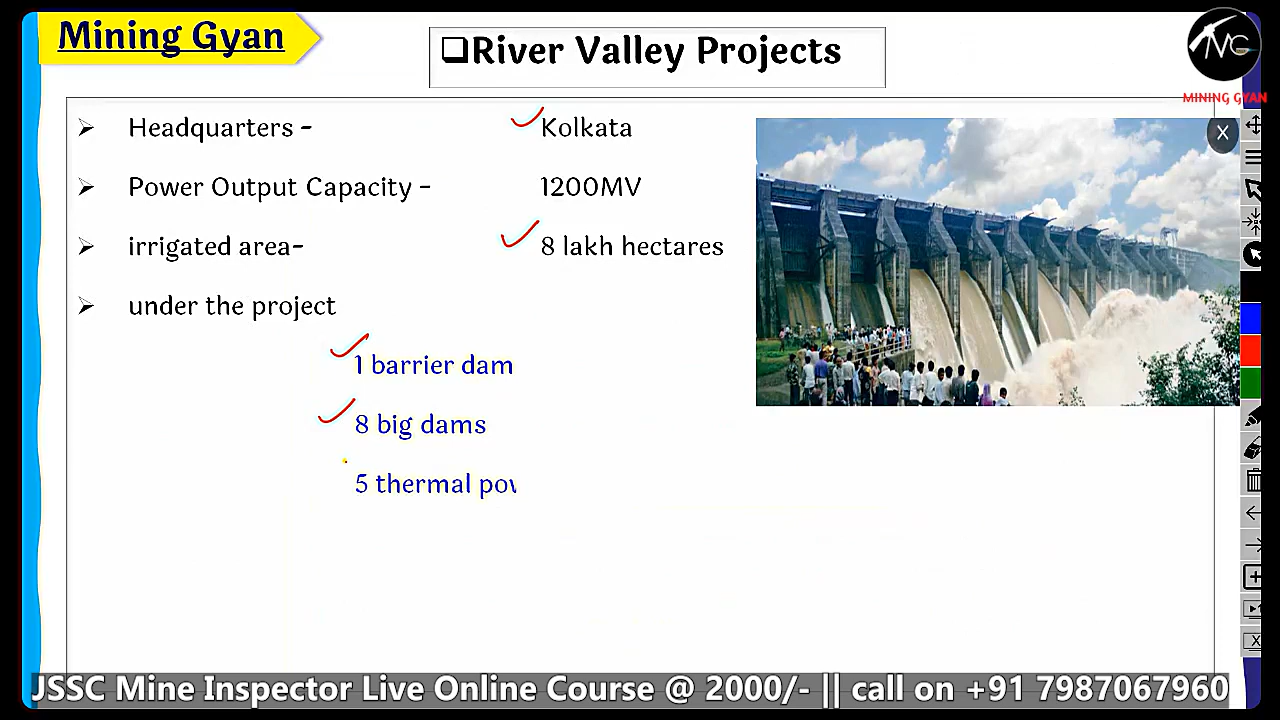 Mining Gyan
❑River Valley Projects
MINING GYAN
➢ Headquarters - Kolkata
➢ Power Output Capacity - 1200MV
➢ irrigated area- 8 lakh hectares
➢ under the project
1 barrier dam
8 big dams
5 thermal
JSSC Mine Inspector Live Online Course @ 2000/- || call on +91 7987067960